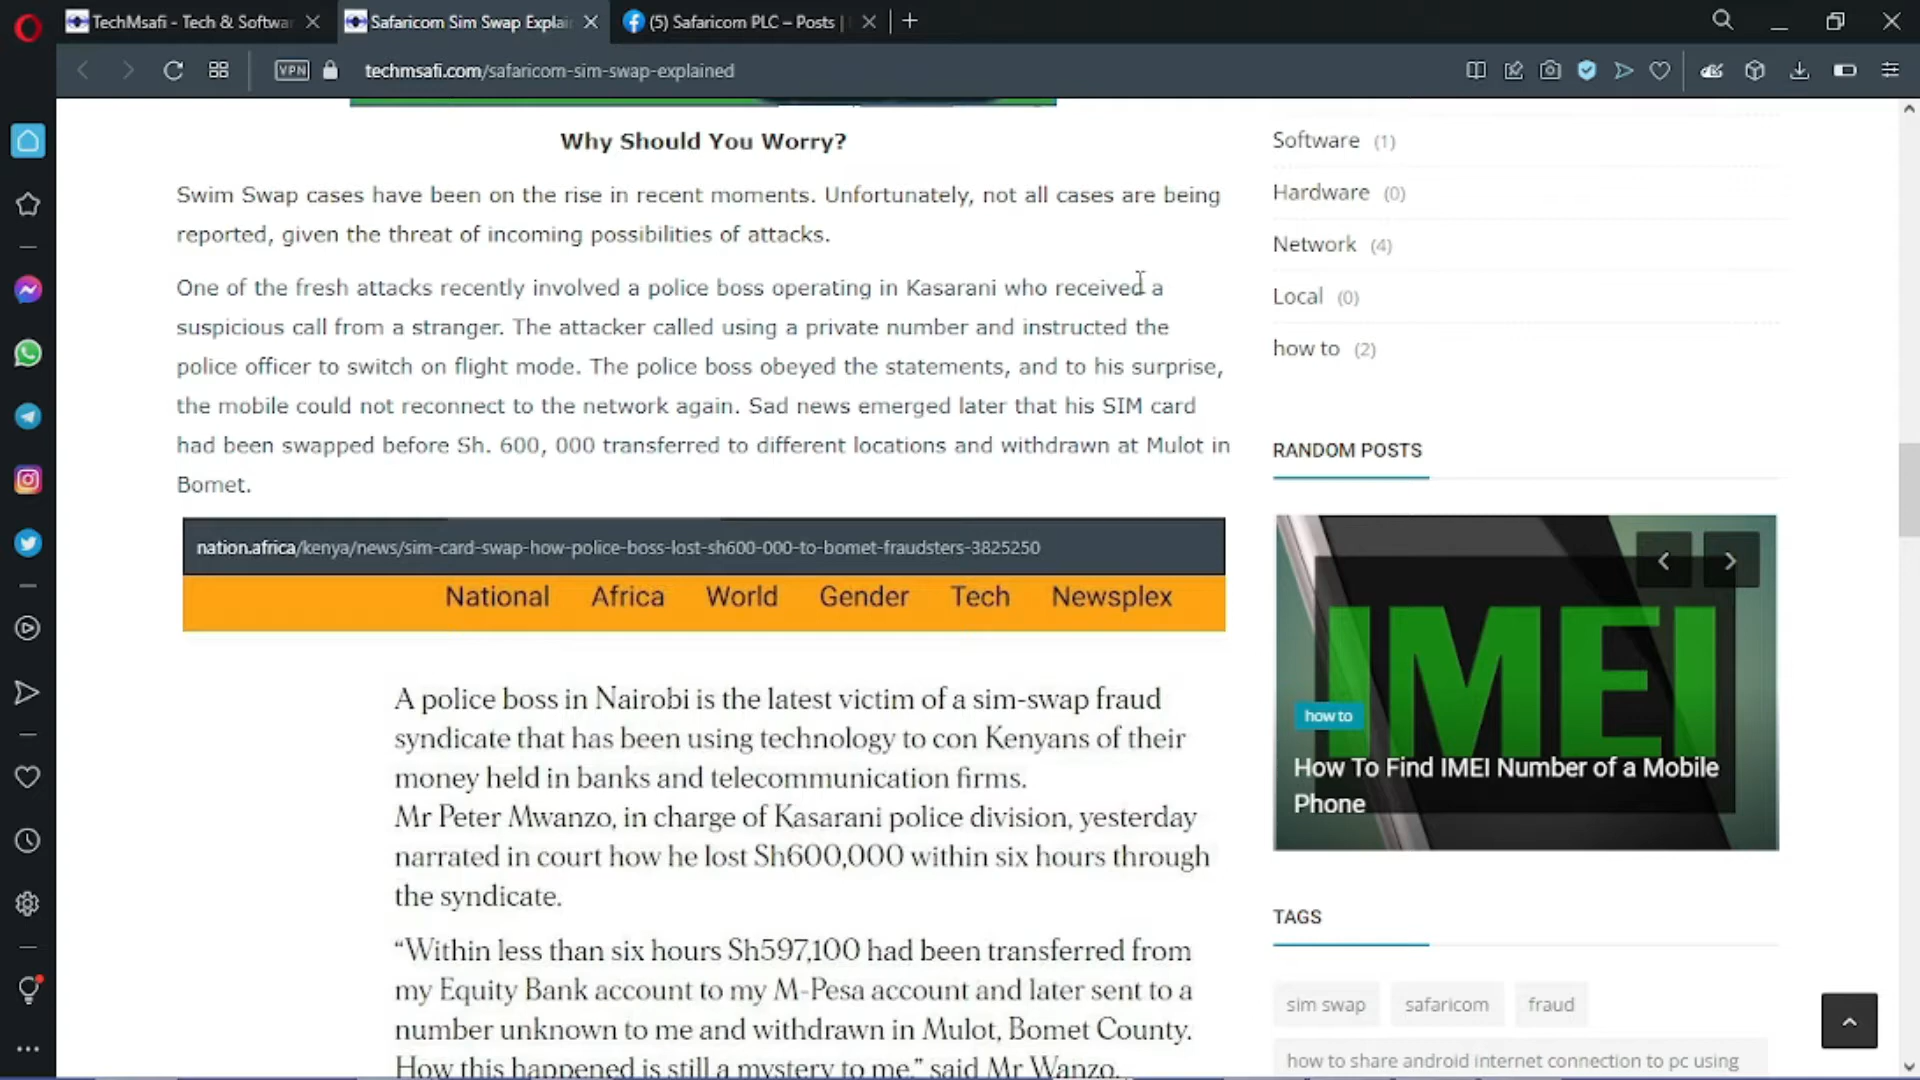 TechMsafi - Tech & Softwar
Safaricom Sim Swap Explai
(5) Safaricom PLC – Posts |
VPN
techmsafi.com/safaricom-sim-swap-explained
Why Should You Worry?
Swim Swap cases have been on the rise in recent moments. Unfortunately, not all cases are being
reported, given the threat of incoming possibilities of attacks.
One of the fresh attacks recently involved a police boss operating in Kasarani who received a
suspicious call from a stranger. The attacker called using a private number and instructed the
police officer to switch on flight mode. The police boss obeyed the statements, and to his surprise,
the mobile could not reconnect to the network again. Sad news emerged later that his SIM card
had been swapped before Sh. 600, 000 transferred to different locations and withdrawn at Mulot in
Bomet.
nation.africa/kenya/news/sim-card-swap-how-police-boss-lost-sh600-000-to-bomet-fraudsters-3825250
National Africa World Gender Tech Newsplex
A police boss in Nairobi is the latest victim of a sim-swap fraud
syndicate that has been using technology to con Kenyans of their
money held in banks and telecommunication firms.
Mr Peter Mwanzo, in charge of Kasarani police division, yesterday
narrated in court how he lost Sh600,000 within six hours through
the syndicate.
“Within less than six hours Sh597,100 had been transferred from
my Equity Bank account to my M-Pesa account and later sent to a
number unknown to me and withdrawn in Mulot, Bomet County.
How this happened is still a mystery to me,” said Mr Wanzo.
Software (1)
Hardware (0)
Network (4)
Local (0)
how to (2)
RANDOM POSTS
IMEI
how to
How To Find IMEI Number of a Mobile
Phone
TAGS
sim swap
safaricom
fraud
how to share android internet connection to pc using